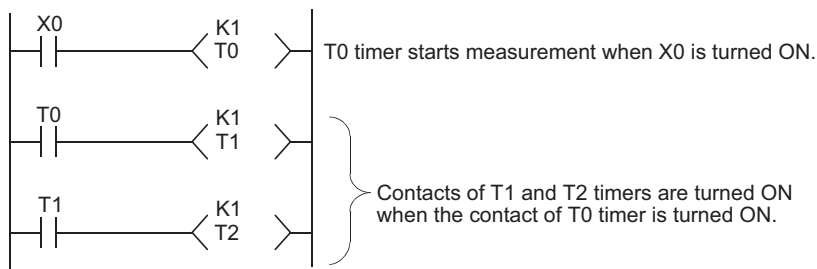 X0
K1
T0
T0 timer starts measurement when X0 is turned ON.
T0
K1
T1
T1
K1
T2
Contacts of T1 and T2 timers are turned ON
when the contact of T0 timer is turned ON.